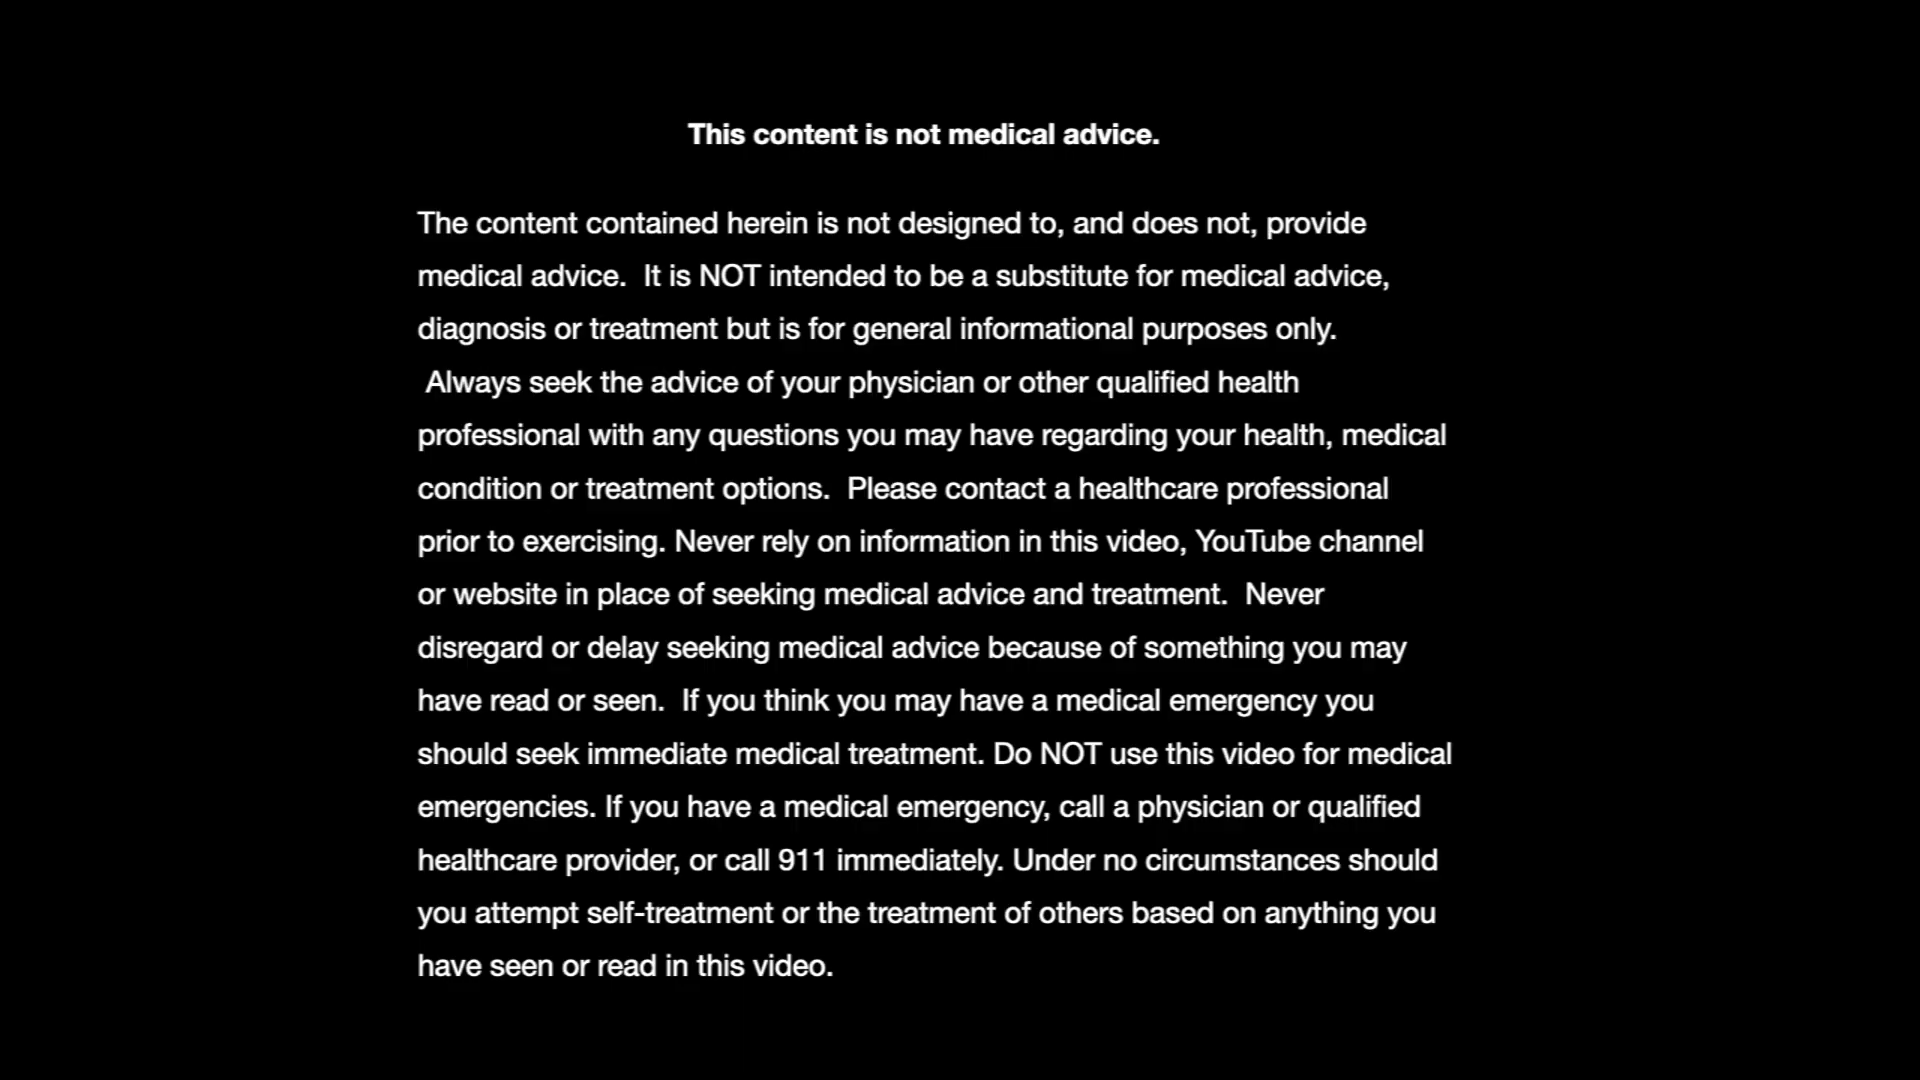 This content is not medical advice.
The content contained herein is not designed to, and does not, provide
medical advice.  It is NOT intended to be a substitute for medical advice,
diagnosis or treatment but is for general informational purposes only.
Always seek the advice of your physician or other qualified health
professional with any questions you may have regarding your health, medical
condition or treatment options.  Please contact a healthcare professional
prior to exercising. Never rely on information in this video, YouTube channel
or website in place of seeking medical advice and treatment.  Never
disregard or delay seeking medical advice because of something you may
have read or seen.  If you think you may have a medical emergency you
should seek immediate medical treatment. Do NOT use this video for medical
emergencies. If you have a medical emergency, call a physician or qualified
healthcare provider, or call 911 immediately. Under no circumstances should
you attempt self-treatment or the treatment of others based on anything you
have seen or read in this video.